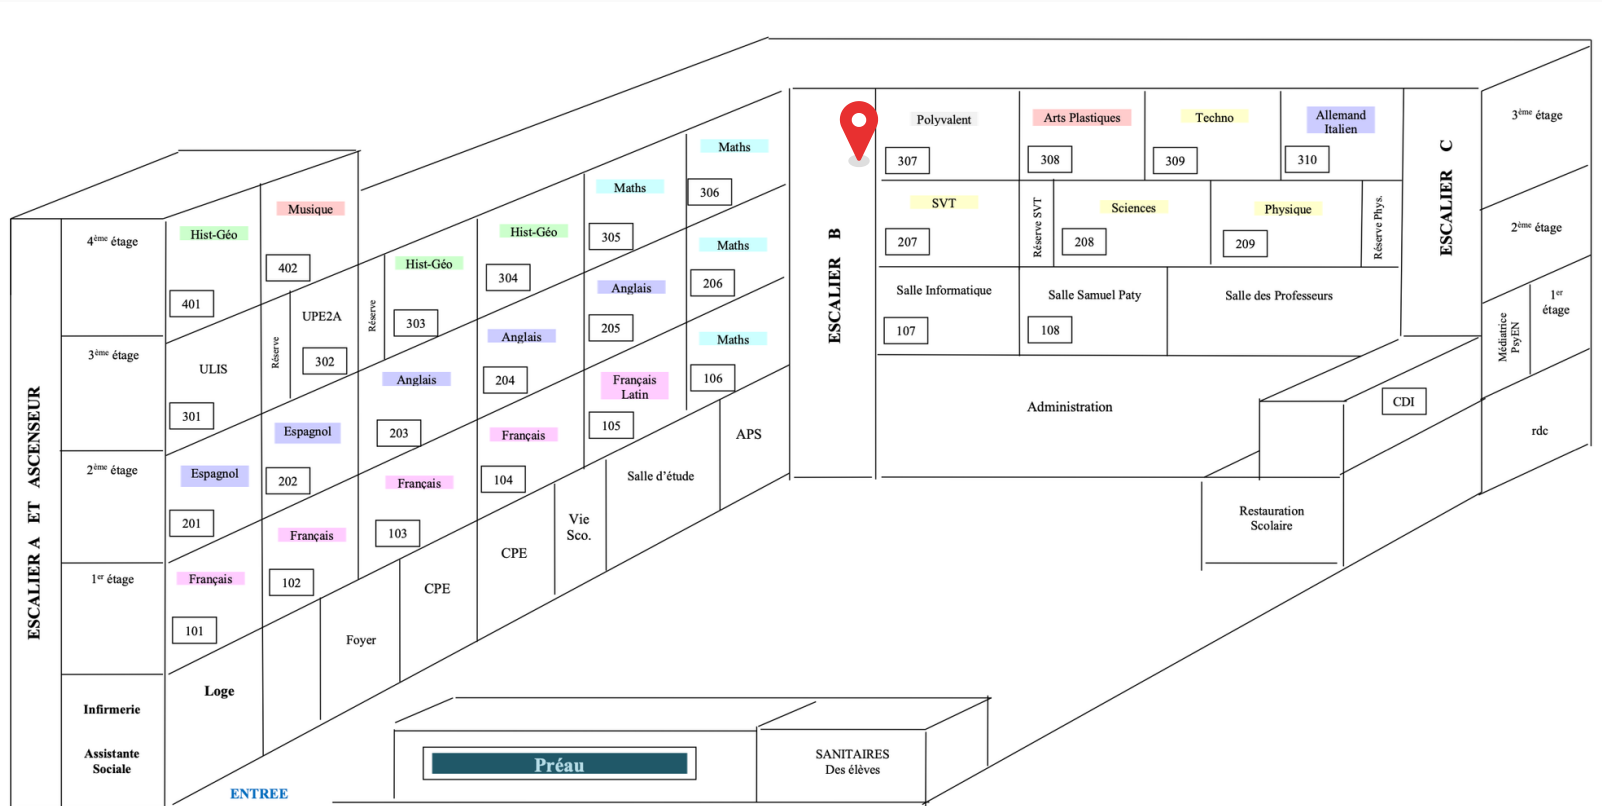 ESCALIER A ET ASCENSEUR
4ème étage
3ème étage
2ème étage
1er étage
Infirmerie
Assistante
Sociale
Hist-Géo
401
Musique
402
ULIS
301
Réserve
UPE2A
302
Réserve
Hist-Géo
303
Hist-Géo
304
Maths
305
Maths
306
Espagnol
201
Espagnol
202
Anglais
203
Anglais
204
Anglais
205
Maths
206
Français
101
Français
102
Français
103
Français
104
Français
Latin
105
Maths
106
Loge
Foyer
CPE
CPE
Vie
Sco.
Salle d’étude
APS
ESCALIER B
Polyvalent
307
Arts Plastiques
308
Techno
309
Allemand
Italien
310
SVT
207
Réserve SVT
Sciences
208
Physique
209
Réserve Phys.
Salle Informatique
107
Salle Samuel Paty
108
Salle des Professeurs
Administration
ESCALIER C
3ème étage
2ème étage
1er
étage
Médiatrice
PsyEN
rdc
CDI
Restauration
Scolaire
Préau
SANITAIRES
Des élèves
ENTREE